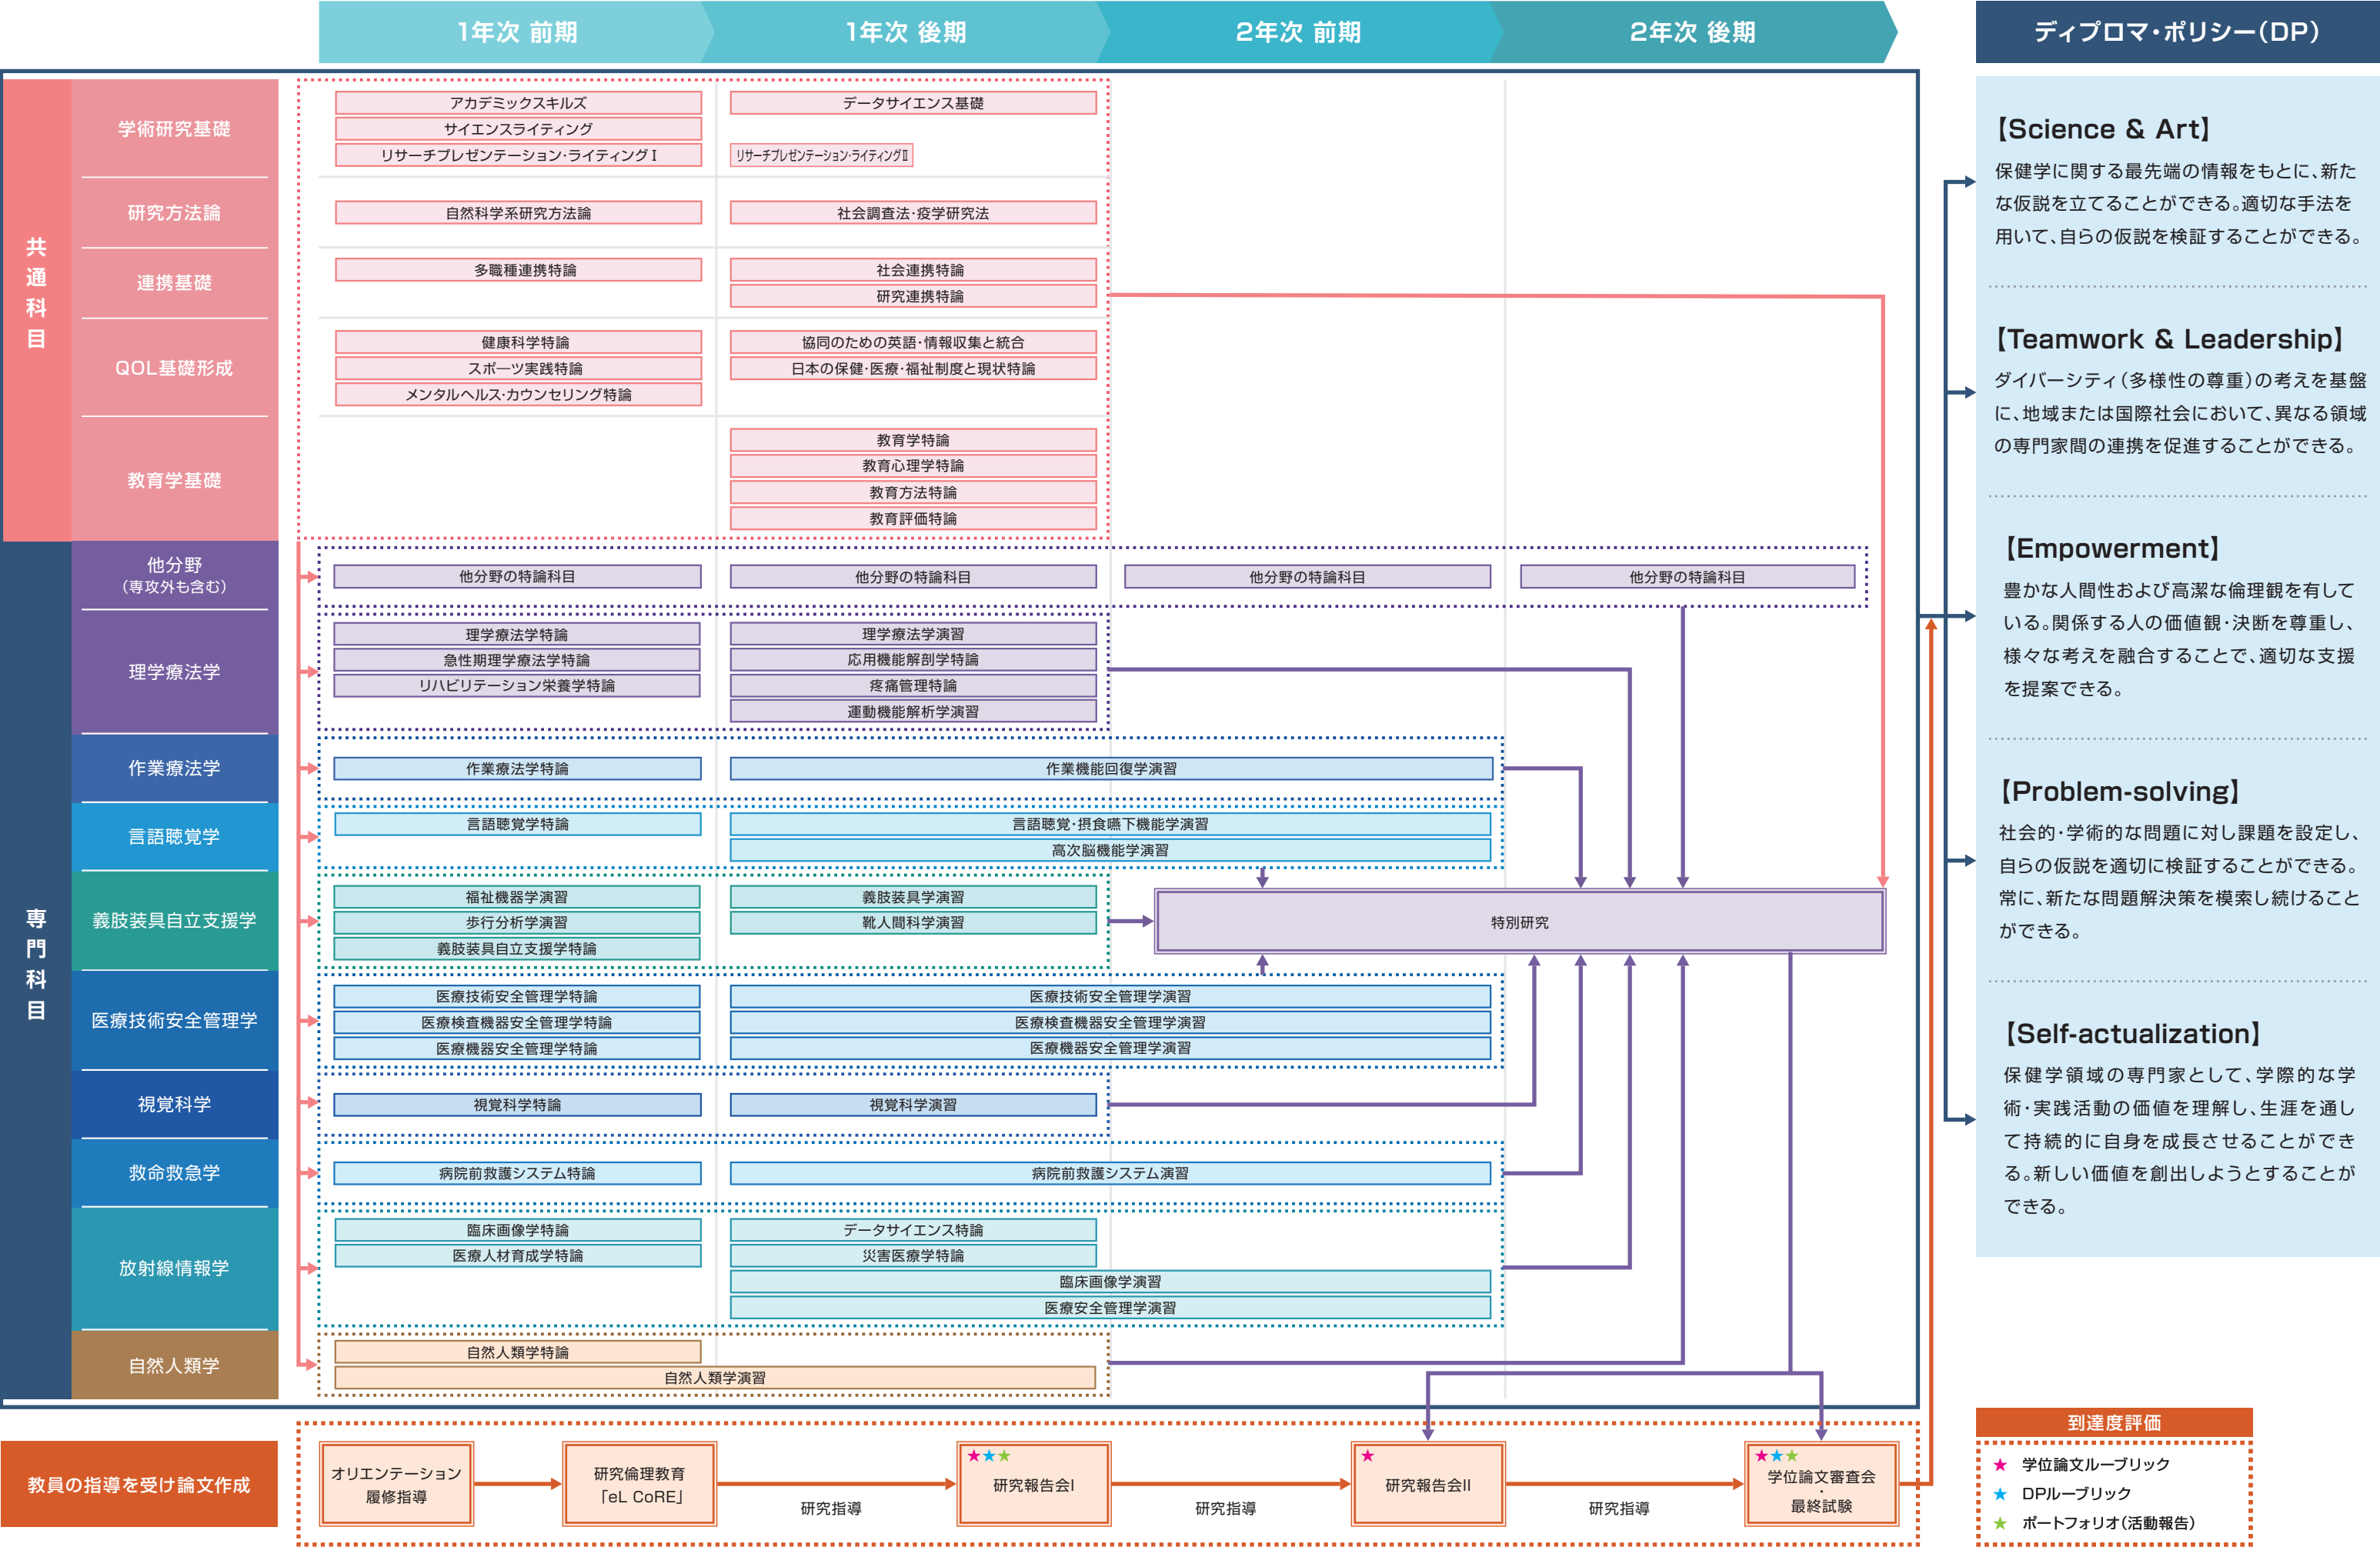 1年次 前期
1年次 後期
2年次 前期
2年次 後期
ディプロマ・ポリシー（DP）
共通科目
学術研究基礎
アカデミックスキルズ
データサイエンス基礎
サイエンスライティング
リサーチプレゼンテーション・ライティングⅠ
リサーチプレゼンテーション・ライティングⅡ
研究方法論
自然科学系研究方法論
社会調査法・疫学研究法
連携基礎
多職種連携特論
社会連携特論
研究連携特論
QOL基礎形成
健康科学特論
協同のための英語・情報収集と統合
スポーツ実践特論
日本の保健・医療・福祉制度と現状特論
メンタルヘルス・カウンセリング特論
教育学基礎
教育学特論
教育心理学特論
教育方法特論
教育評価特論
専門科目
他分野
（専攻外も含む）
他分野の特論科目
他分野の特論科目
他分野の特論科目
他分野の特論科目
理学療法学
理学療法学特論
理学療法学演習
急性期理学療法学特論
応用機能解剖学特論
リハビリテーション栄養学特論
疼痛管理特論
運動機能解析学演習
作業療法学
作業療法学特論
作業機能回復学演習
言語聴覚学
言語聴覚学特論
言語聴覚・摂食嚥下機能学演習
高次脳機能学演習
義肢装具自立支援学
福祉機器学演習
義肢装具学演習
歩行分析学演習
靴人間科学演習
義肢装具自立支援学特論
特別研究
医療技術安全管理学
医療技術安全管理学特論
医療技術安全管理学演習
医療検査機器安全管理学特論
医療検査機器安全管理学演習
医療機器安全管理学特論
医療機器安全管理学演習
視覚科学
視覚科学特論
視覚科学演習
救命救急学
病院前救護システム特論
病院前救護システム演習
放射線情報学
臨床画像学特論
データサイエンス特論
医療人材育成学特論
災害医療学特論
臨床画像学演習
医療安全管理学演習
自然人類学
自然人類学特論
自然人類学演習
教員の指導を受け論文作成
オリエンテーション
履修指導
研究倫理教育
「eL CoRE」
研究指導
研究報告会I
研究指導
研究報告会II
研究指導
学位論文審査会
・
最終試験
【Science & Art】
保健学に関する最先端の情報をもとに、新た
な仮説を立てることができる。適切な手法を
用いて、自らの仮説を検証することができる。
【Teamwork & Leadership】
ダイバーシティ（多様性の尊重）の考えを基盤
に、地域または国際社会において、異なる領域
の専門家間の連携を促進することができる。
【Empowerment】
豊かな人間性および高潔な倫理観を有して
いる。関係する人の価値観・決断を尊重し、
様々な考えを融合することで、適切な支援
を提案できる。
【Problem-solving】
社会的・学術的な問題に対し課題を設定し、
自らの仮説を適切に検証することができる。
常に、新たな問題解決策を模索し続けること
ができる。
【Self-actualization】
保健学領域の専門家として、学際的な学
術・実践活動の価値を理解し、生涯を通し
て持続的に自身を成長させることができ
る。新しい価値を創出しようとすることが
できる。
到達度評価
★ 学位論文ルーブリック
★ DPルーブリック
★ ポートフォリオ（活動報告）